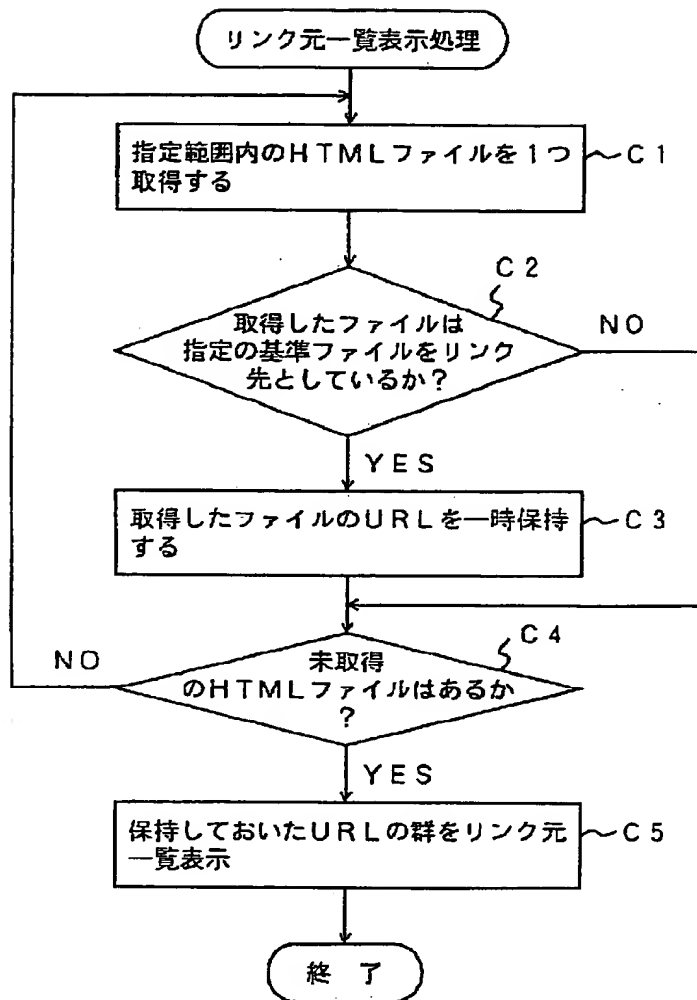 リンク元一覧表示処理
指定範囲内のHTMLファイルを1つ
取得する
C1
C2
取得したファイルは
指定の基準ファイルをリンク
先としているか?
NO
YES
取得したファイルのURLを一時保持
する
C3
C4
NO
未取得
のHTMLファイルはあるか
?
YES
保持しておいたURLの群をリンク元
一覧表示
C5
終 了